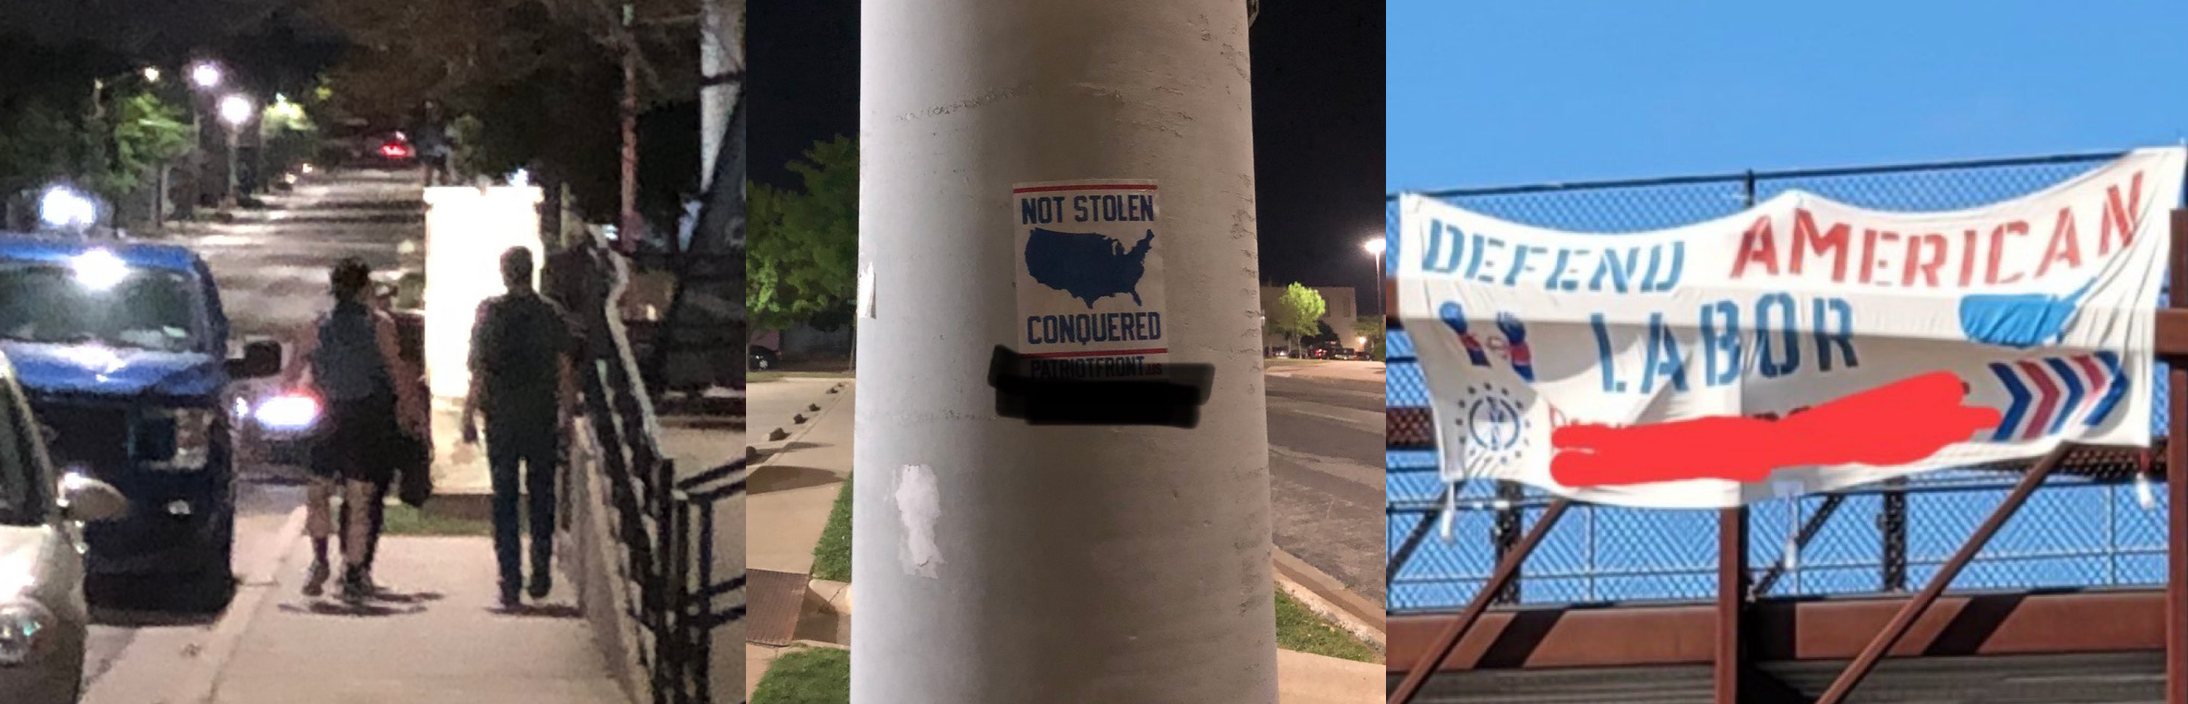 NOT STOLEN
CONQUERED
PATRIOTFRONT.US
DEFEND AMERICAN
LABOR